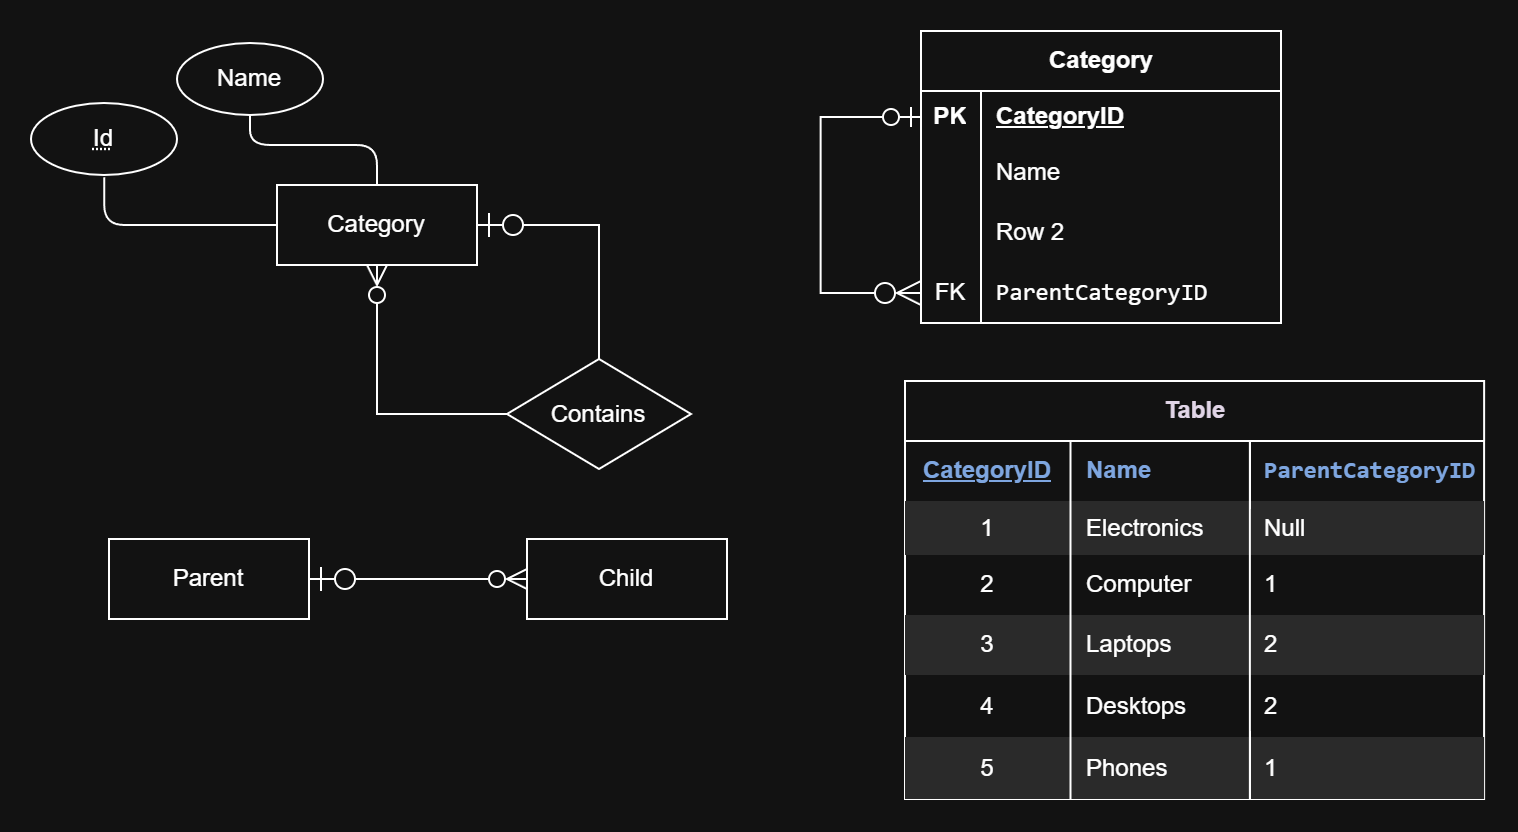 Name
Id
Category
Contains
Parent
Child
Category
PK CategoryID
Name
Row 2
FK ParentCategoryID
Table
CategoryID Name ParentCategoryID
1 Electronics Null
2 Computer 1
3 Laptops 2
4 Desktops 2
5 Phones 1